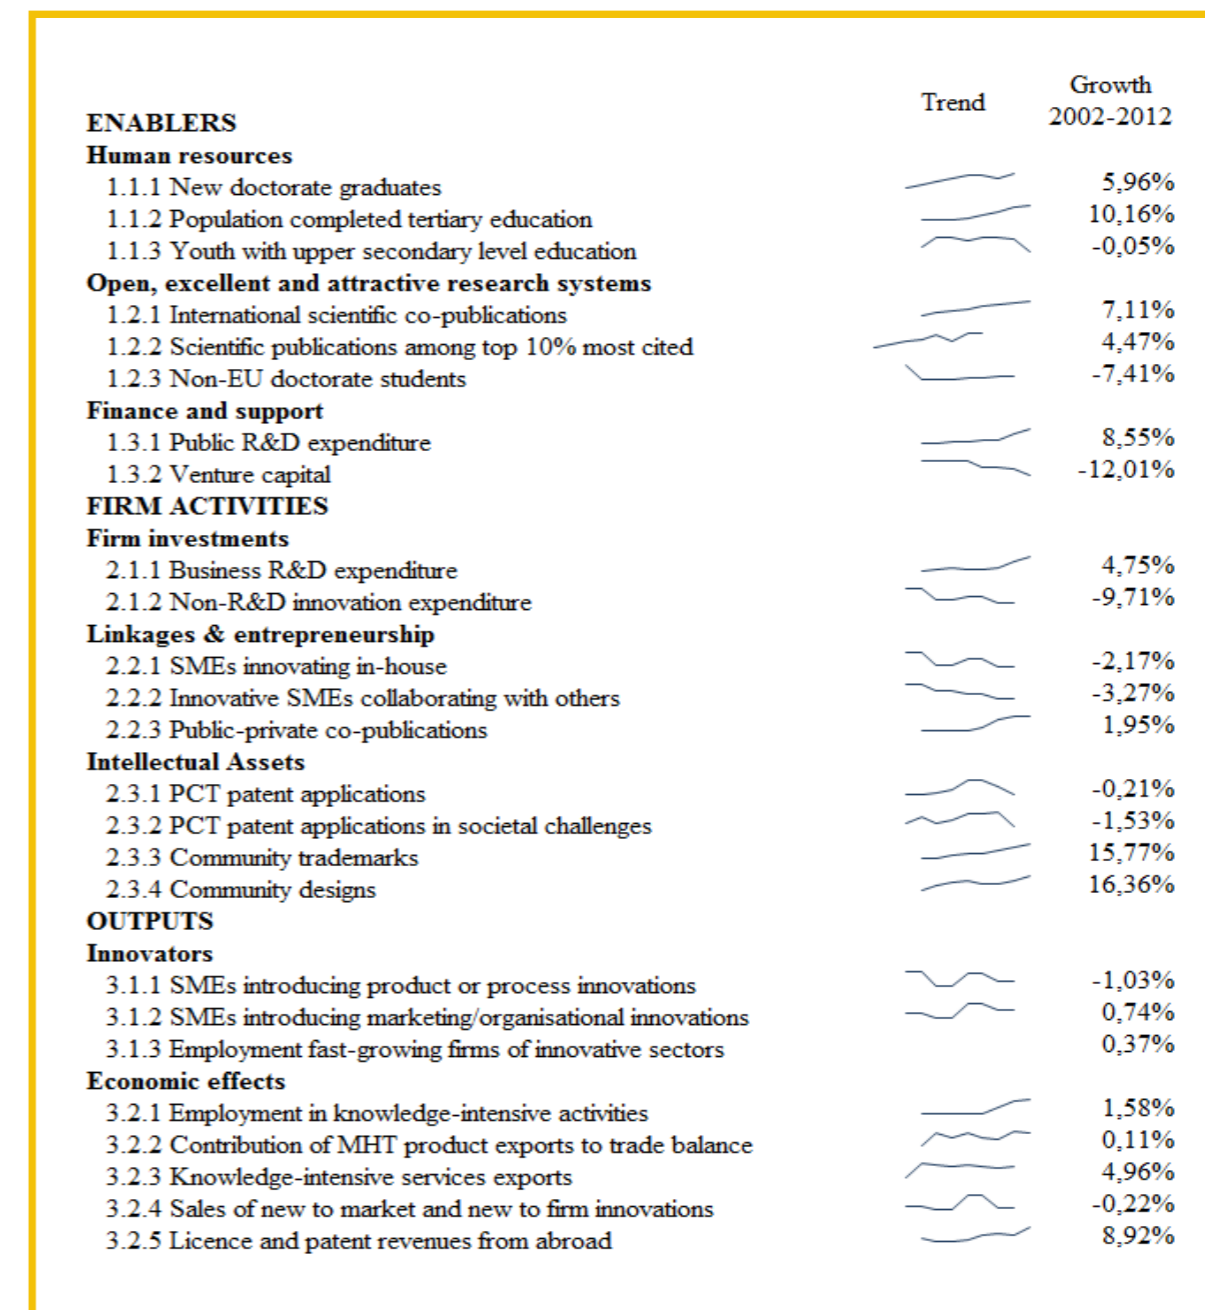 Trend
Growth
2002-2012
ENABLERS
Human resources
1.1.1 New doctorate graduates 5,96%
1.1.2 Population completed tertiary education 10,16%
1.1.3 Youth with upper secondary level education -0,05%
Open, excellent and attractive research systems
1.2.1 International scientific co-publications 7,11%
1.2.2 Scientific publications among top 10% most cited 4,47%
1.2.3 Non-EU doctorate students -7,41%
Finance and support
1.3.1 Public R&D expenditure 8,55%
1.3.2 Venture capital -12,01%
FIRM ACTIVITIES
Firm investments
2.1.1 Business R&D expenditure 4,75%
2.1.2 Non-R&D innovation expenditure -9,71%
Linkages & entrepreneurship
2.2.1 SMEs innovating in-house -2,17%
2.2.2 Innovative SMEs collaborating with others -3,27%
2.2.3 Public-private co-publications 1,95%
Intellectual Assets
2.3.1 PCT patent applications -0,21%
2.3.2 PCT patent applications in societal challenges -1,53%
2.3.3 Community trademarks 15,77%
2.3.4 Community designs 16,36%
OUTPUTS
Innovators
3.1.1 SMEs introducing product or process innovations -1,03%
3.1.2 SMEs introducing marketing/organisational innovations 0,74%
3.1.3 Employment fast-growing firms of innovative sectors 0,37%
Economic effects
3.2.1 Employment in knowledge-intensive activities 1,58%
3.2.2 Contribution of MHT product exports to trade balance 0,11%
3.2.3 Knowledge-intensive services exports 4,96%
3.2.4 Sales of new to market and new to firm innovations -0,22%
3.2.5 Licence and patent revenues from abroad 8,92%